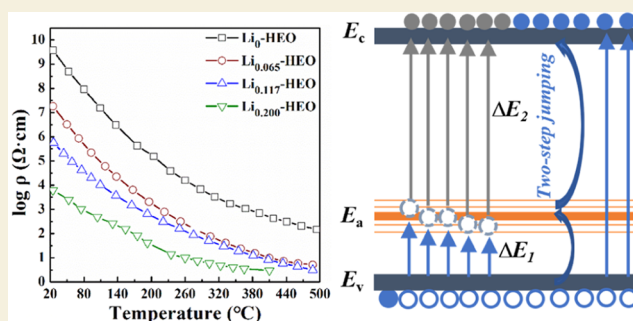 10
9
8
7
6
5
4
3
2
1
0
log ρ (Ω·cm)
Li0-HEO
Li0.065-HEO
Li0.117-HEO
Li0.200-HEO
20 80 140 200 260 320 380 440 500
Temperature (°C)
Ec
ΔE2
Two-step jumping
Ea
ΔE1
Ev